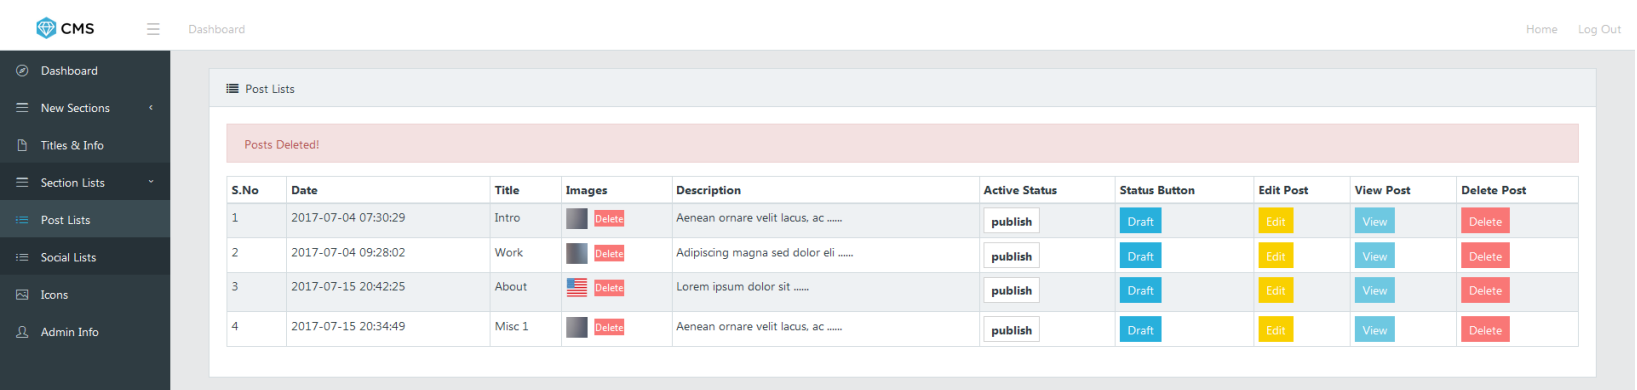 CMS Dashboard Home Log Out
Dashboard
New Sections
Titles & Info
Section Lists
Post Lists
Social Lists
Icons
Admin Info
Post Lists
Posts Deleted!
S.No Date Title Images Description Active Status Status Button Edit Post View Post Delete Post
1 2017-07-04 07:30:29 Intro Delete Aenean ornare velit lacus, ac ...... publish Draft Edit View Delete
2 2017-07-04 09:28:02 Work Delete Adipiscing magna sed dolor eli ...... publish Draft Edit View Delete
3 2017-07-15 20:42:25 About Delete Lorem ipsum dolor sit ...... publish Draft Edit View Delete
4 2017-07-15 20:34:49 Misc 1 Delete Aenean ornare velit lacus, ac ...... publish Draft Edit View Delete